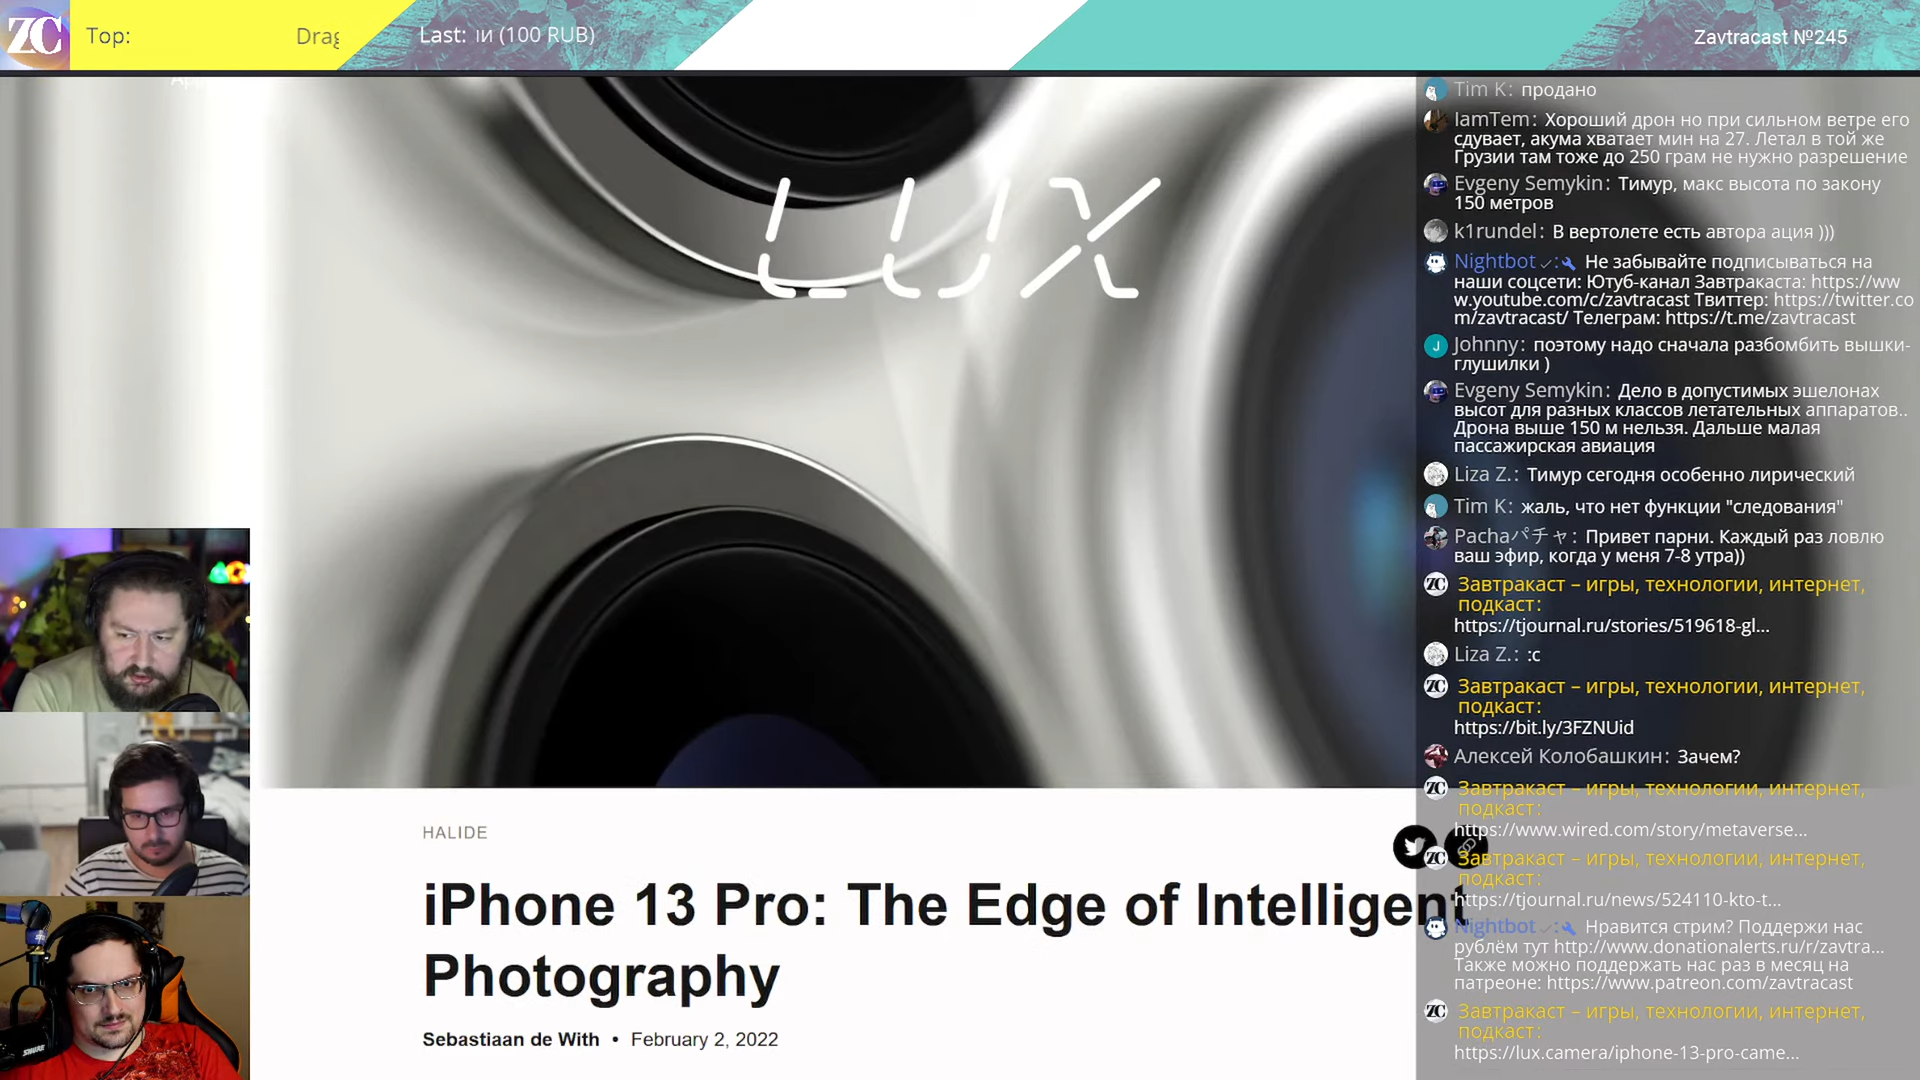 ZC
Top:
Drag
Last: ии (100 RUB)
Zavtracast №245
LUX
HALIDE
iPhone 13 Pro: The Edge of Intelligent
Photography
Sebastiaan de With • February 2, 2022
SHURE
Tim K: продано
IamTem: Хороший дрон но при сильном ветре его
сдувает, акума хватает мин на 27. Летал в той же
Грузии там тоже до 250 грам не нужно разрешение
Evgeny Semykin: Тимур, макс высота по закону
150 метров
k1rundel: В вертолете есть автора ация )))
Nightbot: Не забывайте подписываться на
наши соцсети: Ютуб-канал Завтракаста: https://ww
w.youtube.com/c/zavtracast Твиттер: https://twitter.co
m/zavtracast/ Телеграм: https://t.me/zavtracast
J Johnny: поэтому надо сначала разбомбить вышки-
глушилки )
Evgeny Semykin: Дело в допустимых эшелонах
высот для разных классов летательных аппаратов..
Дрона выше 150 м нельзя. Дальше малая
пассажирская авиация
Liza Z.: Тимур сегодня особенно лирический
Tim K: жаль, что нет функции "следования"
Pachaパチャ: Привет парни. Каждый раз ловлю
ваш эфир, когда у меня 7-8 утра))
ZC Завтракаст – игры, технологии, интернет,
подкаст:
https://tjournal.ru/stories/519618-gl...
Liza Z.: :c
ZC Завтракаст – игры, технологии, интернет,
подкаст:
https://bit.ly/3FZNUid
Алексей Колобашкин: Зачем?
ZC Завтракаст – игры, технологии, интернет,
подкаст:
https://www.wired.com/story/metaverse...
ZC Завтракаст – игры, технологии, интернет,
подкаст:
https://tjournal.ru/news/524110-kto-t...
Nightbot: Нравится стрим? Поддержи нас
рублём тут http://www.donationalerts.ru/r/zavtra...
Также можно поддержать нас раз в месяц на
патреоне: https://www.patreon.com/zavtracast
ZC Завтракаст – игры, технологии, интернет,
подкаст:
https://lux.camera/iphone-13-pro-came...